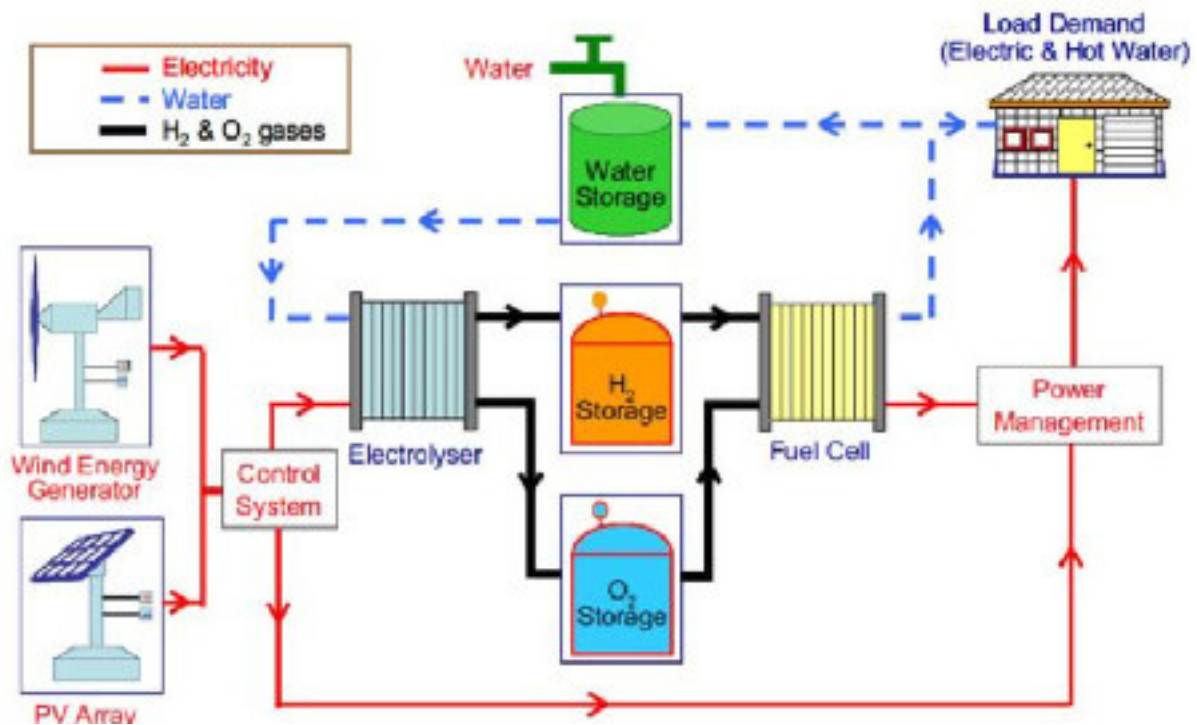 Load Demand
(Electric & Hot Water)
Electricity
Water
H₂ & O₂ gases
Water
Water
Storage
H₂
Storage
Electrolyser
Fuel Cell
Power
Management
Wind Energy
Generator
Control
System
O₂
Storage
PV Array